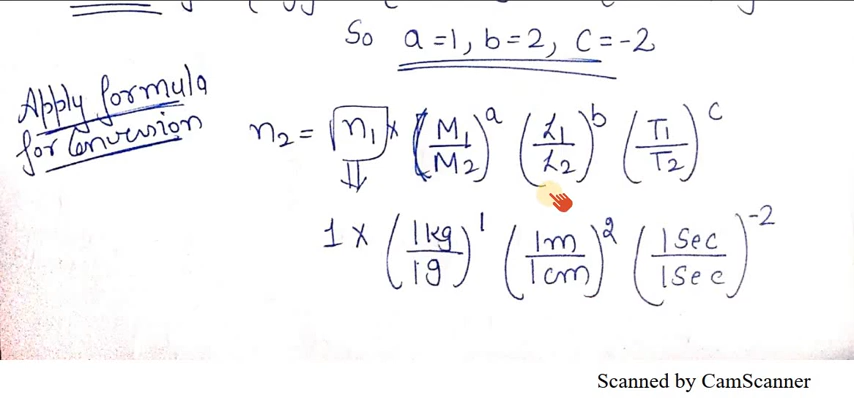 So a=1, b=2, c=-2
Apply formula
for Conversion
n2 = n1 × (M1/M2)^a (L1/L2)^b (T1/T2)^c
1 × (1kg/1g)^1 (1m/1cm)^2 (1Sec/1Sec)^-2
Scanned by CamScanner